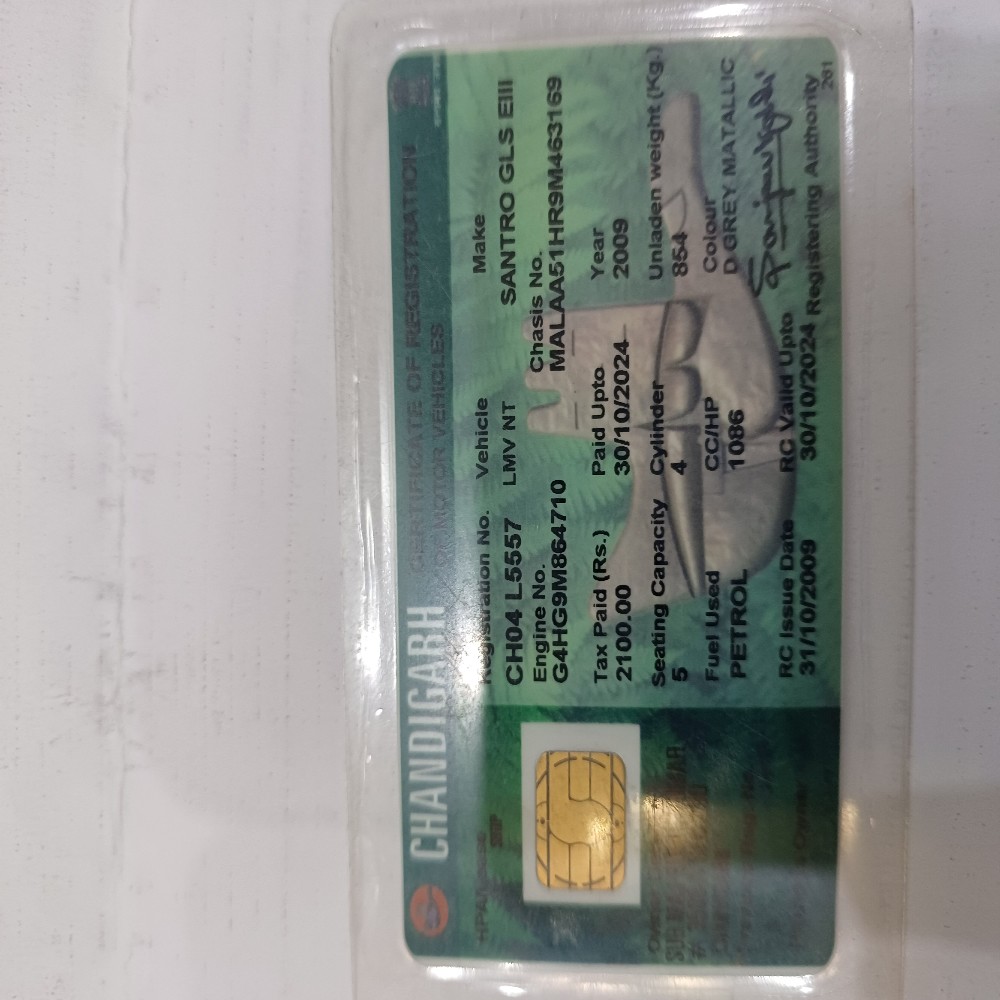 CHANDIGARH
CERTIFICATE OF REGISTRATION
MOTOR VEHICLES
Registration No. Vehicle Make
CH04 L5557 LMV NT SANTRO GLS EIII
Engine No. Chasis No.
G4HG9M864710 MALAA51HR9M463169
Tax Paid (Rs.) Paid Upto Year
2100.00 30/10/2024 2009
Seating Capacity Cylinder Unladen weight (Kg.)
5 4 854
Fuel Used CC/HP Colour
PETROL 1086 D.GREY MATALLIC
RC Issue Date RC Valid Upto
31/10/2009 30/10/2024 Registering Authority
201